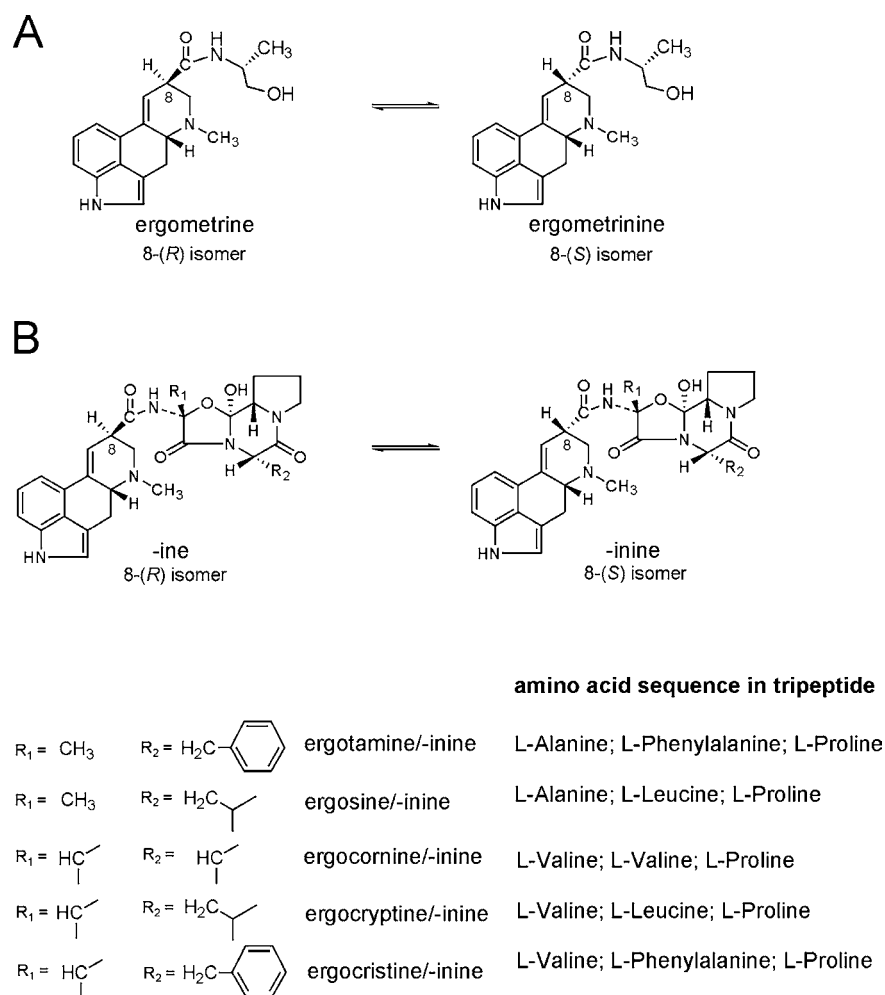 A
O
H
N
H
C
CH₃
8
OH
N
CH₃
H
HN
ergometrine
8-(R) isomer
O
H
N
H
C
CH₃
8
OH
N
CH₃
H
HN
ergometrinine
8-(S) isomer
B
O
H
N
R₁
O
OH
H
C
8
H
N
N
O
O
H
R₂
N
CH₃
H
HN
-ine
8-(R) isomer
O
H
N
R₁
O
OH
H
C
8
H
N
N
O
O
H
R₂
N
CH₃
H
HN
-inine
8-(S) isomer
amino acid sequence in tripeptide
R₁ = CH₃ R₂ = H₂C ergotamine/-inine L-Alanine; L-Phenylalanine; L-Proline
R₁ = CH₃ R₂ = H₂C ergosine/-inine L-Alanine; L-Leucine; L-Proline
R₁ = HC R₂ = HC ergocornine/-inine L-Valine; L-Valine; L-Proline
R₁ = HC R₂ = H₂C ergocryptine/-inine L-Valine; L-Leucine; L-Proline
R₁ = HC R₂ = H₂C ergocristine/-inine L-Valine; L-Phenylalanine; L-Proline